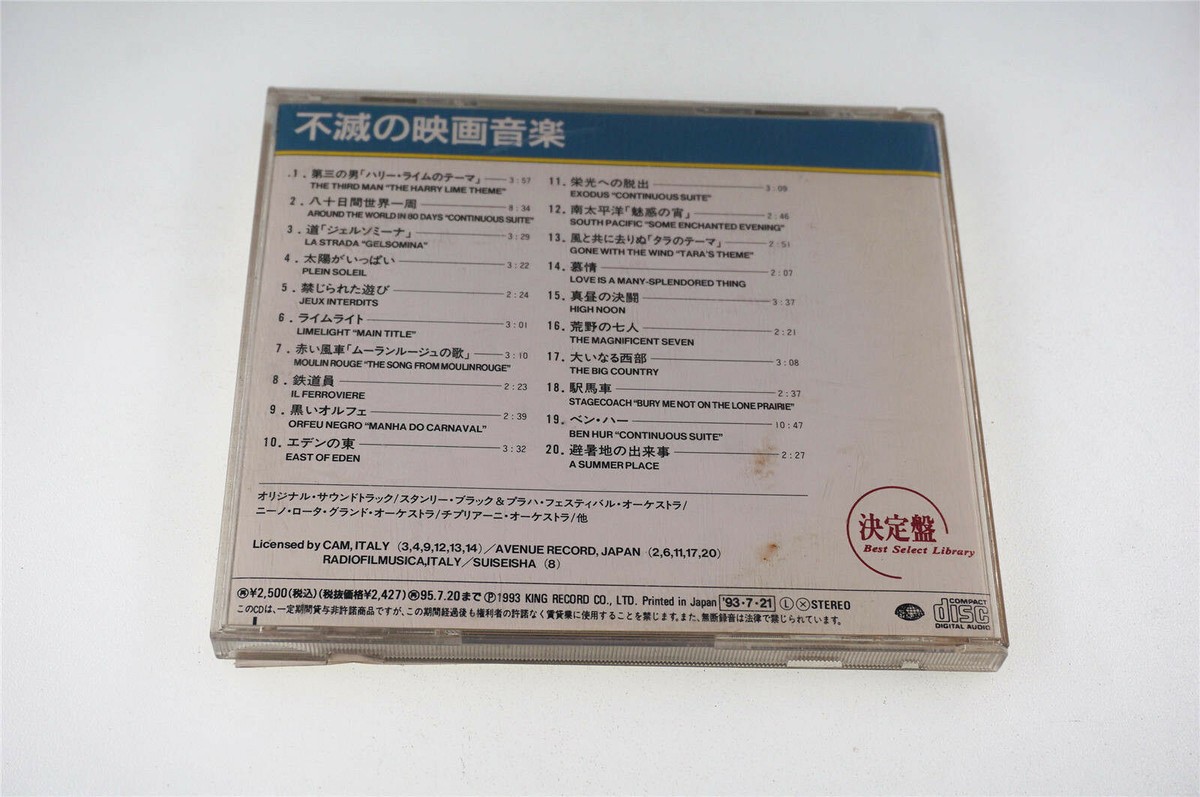 不滅の映画音楽
1. 第三の男「ハリー・ライムのテーマ」 3:57
THE THIRD MAN "THE HARRY LIME THEME"
2. 八十日間世界一周 8:34
AROUND THE WORLD IN 80 DAYS "CONTINUOUS SUITE"
3. 道「ジェルソミーナ」 3:29
LA STRADA "GELSOMINA"
4. 太陽がいっぱい 3:22
PLEIN SOLEIL
5. 禁じられた遊び 2:24
JEUX INTERDITS
6. ライムライト 3:01
LIMELIGHT "MAIN TITLE"
7. 赤い風車「ムーランルージュの歌」 3:10
MOULIN ROUGE "THE SONG FROM MOULINROUGE"
8. 鉄道員 2:23
IL FERROVIERE
9. 黒いオルフェ 2:39
ORFEU NEGRO "MANHA DO CARNAVAL"
10. エデンの東 3:32
EAST OF EDEN
11. 栄光への脱出 3:09
EXODUS "CONTINUOUS SUITE"
12. 南太平洋「魅惑の宵」 2:46
SOUTH PACIFIC "SOME ENCHANTED EVENING"
13. 風と共に去りぬ「タラのテーマ」 2:51
GONE WITH THE WIND "TARA'S THEME"
14. 慕情 2:07
LOVE IS A MANY-SPLENDORED THING
15. 真昼の決闘 3:37
HIGH NOON
16. 荒野の七人 2:21
THE MAGNIFICENT SEVEN
17. 大いなる西部 3:08
THE BIG COUNTRY
18. 駅馬車 2:37
STAGECOACH "BURY ME NOT ON THE LONE PRAIRIE"
19. ベン・ハー 10:47
BEN HUR "CONTINUOUS SUITE"
20. 避暑地の出来事 2:27
A SUMMER PLACE
オリジナル・サウンドトラック/スタンリー・ブラック&プラハ・フェスティバル・オーケストラ/
ニーノ・ロータ・グランド・オーケストラ/チプリアーニ・オーケストラ/他
Licensed by CAM, ITALY (3,4,9,12,13,14)/AVENUE RECORD, JAPAN (2,6,11,17,20)
RADIOFILMUSICA, ITALY/SUISEISHA (8)
決定盤
Best Select Library
㊢¥2,500(税込)(税抜価格¥2,427)㊢95.7.20まで Ⓟ1993 KING RECORD CO., LTD. Printed in Japan '93・7・21 Ⓛ Ⓧ STEREO
このCDは、一定期間貸与非許諾商品ですが、この期間経過後も権利者の許諾なく賃貸業に使用することを禁じます。また、無断録音は法律で禁じられています。
COMPACT
disc
DIGITAL AUDIO